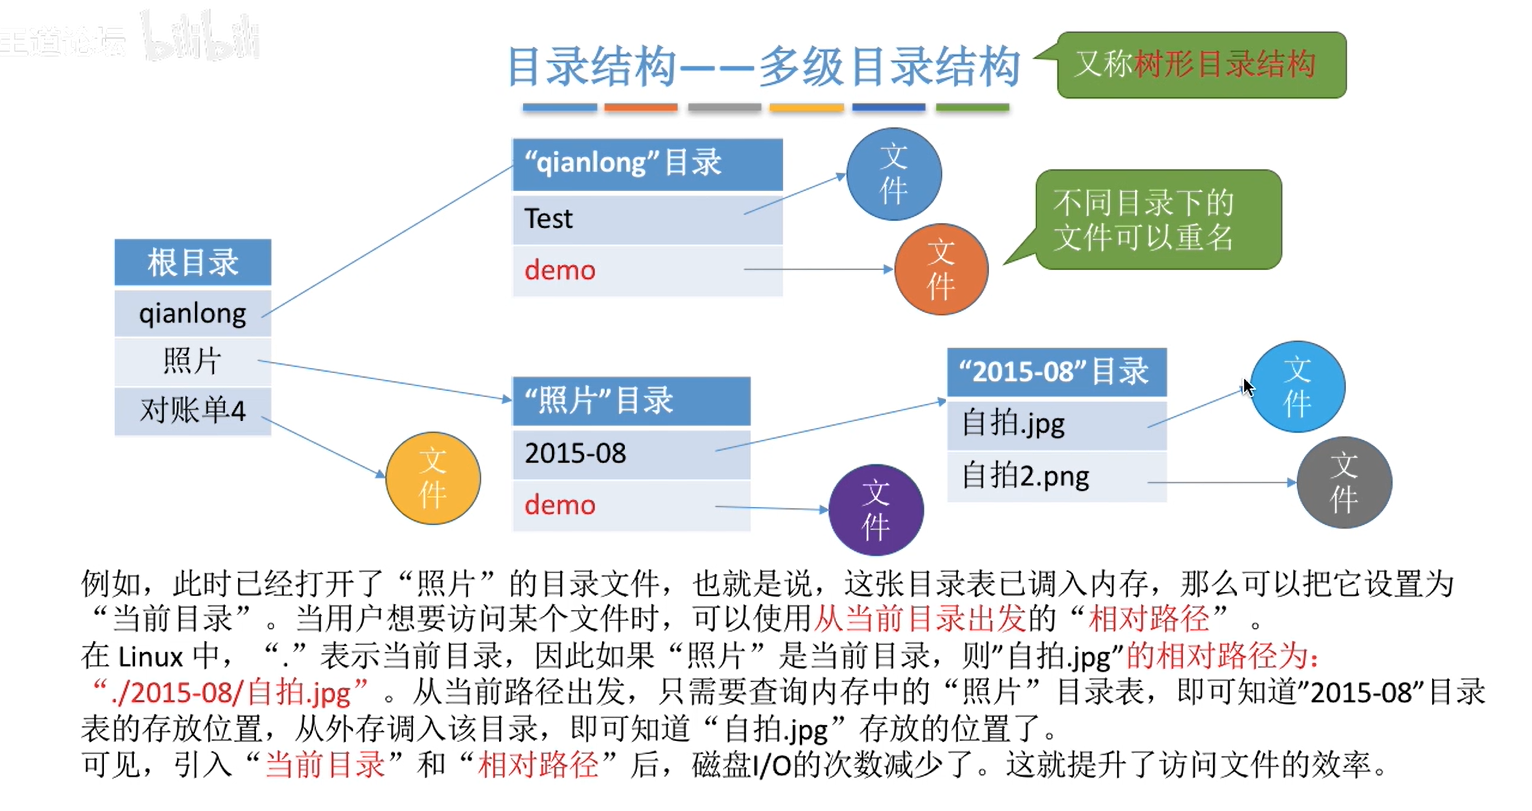 王道论坛 bilibili
目录结构——多级目录结构
又称树形目录结构
“qianlong”目录
Test
demo
文件
文件
不同目录下的
文件可以重名
根目录
qianlong
照片
对账单4
文件
“照片”目录
2015-08
demo
文件
“2015-08”目录
自拍.jpg
自拍2.png
文件
文件
例如，此时已经打开了“照片”的目录文件，也就是说，这张目录表已调入内存，那么可以把它设置为
“当前目录”。当用户想要访问某个文件时，可以使用从当前目录出发的“相对路径”。
在 Linux 中，“.”表示当前目录，因此如果“照片”是当前目录，则”自拍.jpg”的相对路径为：
“./2015-08/自拍.jpg”。从当前路径出发，只需要查询内存中的“照片”目录表，即可知道”2015-08”目录
表的存放位置，从外存调入该目录，即可知道“自拍.jpg”存放的位置了。
可见，引入“当前目录”和“相对路径”后，磁盘I/O的次数减少了。这就提升了访问文件的效率。